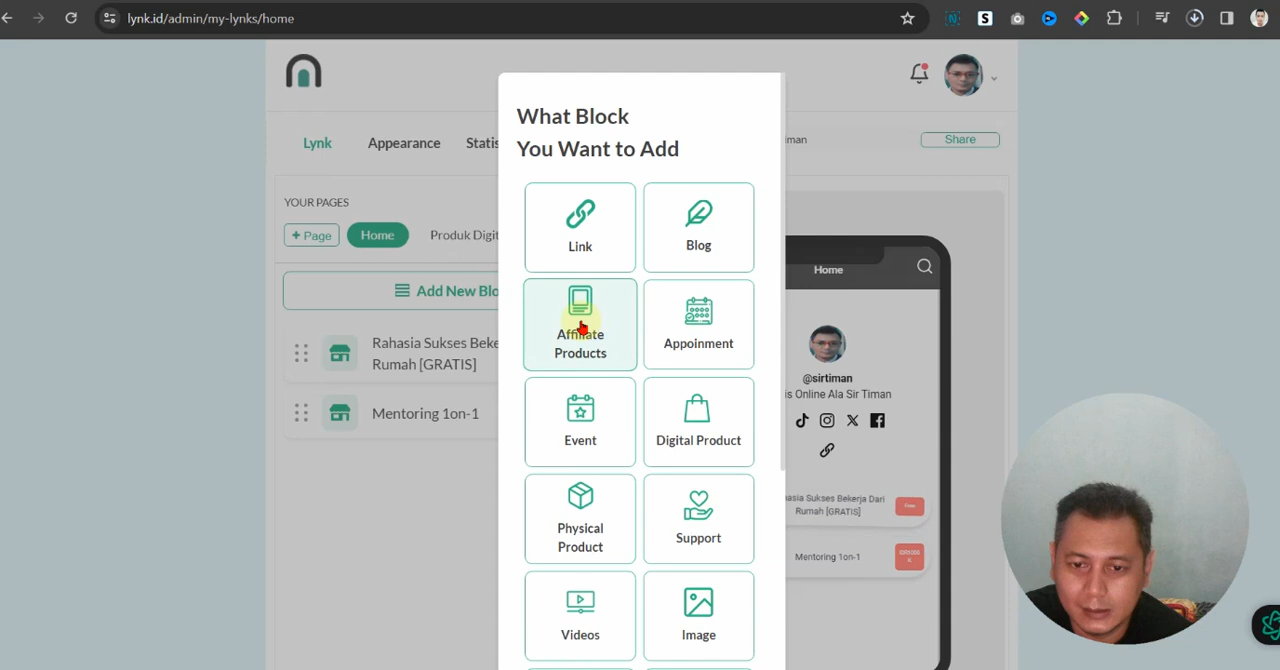 lynk.id/admin/my-lynks/home
What Block
You Want to Add
Lynk
Appearance
Statis
iman
Share
YOUR PAGES
+ Page
Home
Produk Digit
Add New Blo
Rahasia Sukses Beke
Rumah [GRATIS]
Mentoring 1on-1
Link
Blog
Affiliate
Products
Appoinment
Event
Digital Product
Physical
Product
Support
Videos
Image
Home
@sirtiman
is Online Ala Sir Timan
hasia Sukses Bekerja Dari
Rumah [GRATIS]
Mentoring 1on-1